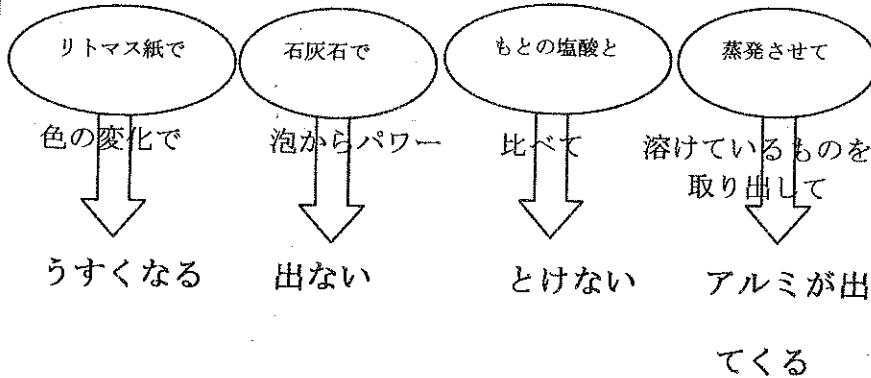 リトマス紙で
石灰石で
もとの塩酸と
蒸発させて
色の変化で
泡からパワー
比べて
溶けているものを
取り出して
うすくなる
出ない
とけない
アルミが出
てくる